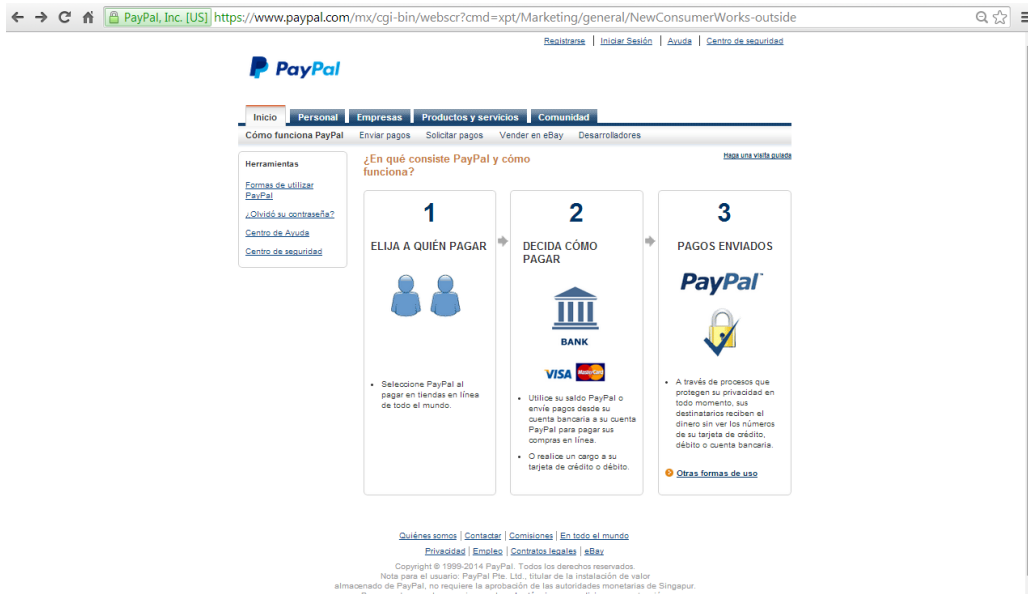 PayPal, Inc. [US] https://www.paypal.com/mx/cgi-bin/webscr?cmd=xpt/Marketing/general/NewConsumerWorks-outside
Registrarse | Iniciar Sesión | Ayuda | Centro de seguridad
PayPal
Inicio Personal Empresas Productos y servicios Comunidad
Cómo funciona PayPal Enviar pagos Solicitar pagos Vender en eBay Desarrolladores
Herramientas
Formas de utilizar
PayPal
¿Olvidó su contraseña?
Centro de Ayuda
Centro de seguridad
¿En qué consiste PayPal y cómo
funciona?
Haga una visita guiada
1
ELIJA A QUIÉN PAGAR
• Seleccione PayPal al
pagar en tiendas en línea
de todo el mundo.
2
DECIDA CÓMO
PAGAR
BANK
VISA MasterCard
• Utilice su saldo PayPal o
envíe pagos desde su
cuenta bancaria a su cuenta
PayPal para pagar sus
compras en línea.
• O realice un cargo a su
tarjeta de crédito o débito.
3
PAGOS ENVIADOS
PayPal
• A través de procesos que
protegen su privacidad en
todo momento, sus
destinatarios reciben el
dinero sin ver los números
de su tarjeta de crédito,
débito o cuenta bancaria.
Otras formas de uso
Quiénes somos | Contactar | Comisiones | En todo el mundo
Privacidad | Empleo | Contratos legales | eBay
Copyright © 1999-2014 PayPal. Todos los derechos reservados.
Nota para el usuario: PayPal Pte. Ltd., titular de la instalación de valor
almacenado de PayPal, no requiere la aprobación de las autoridades monetarias de Singapur.